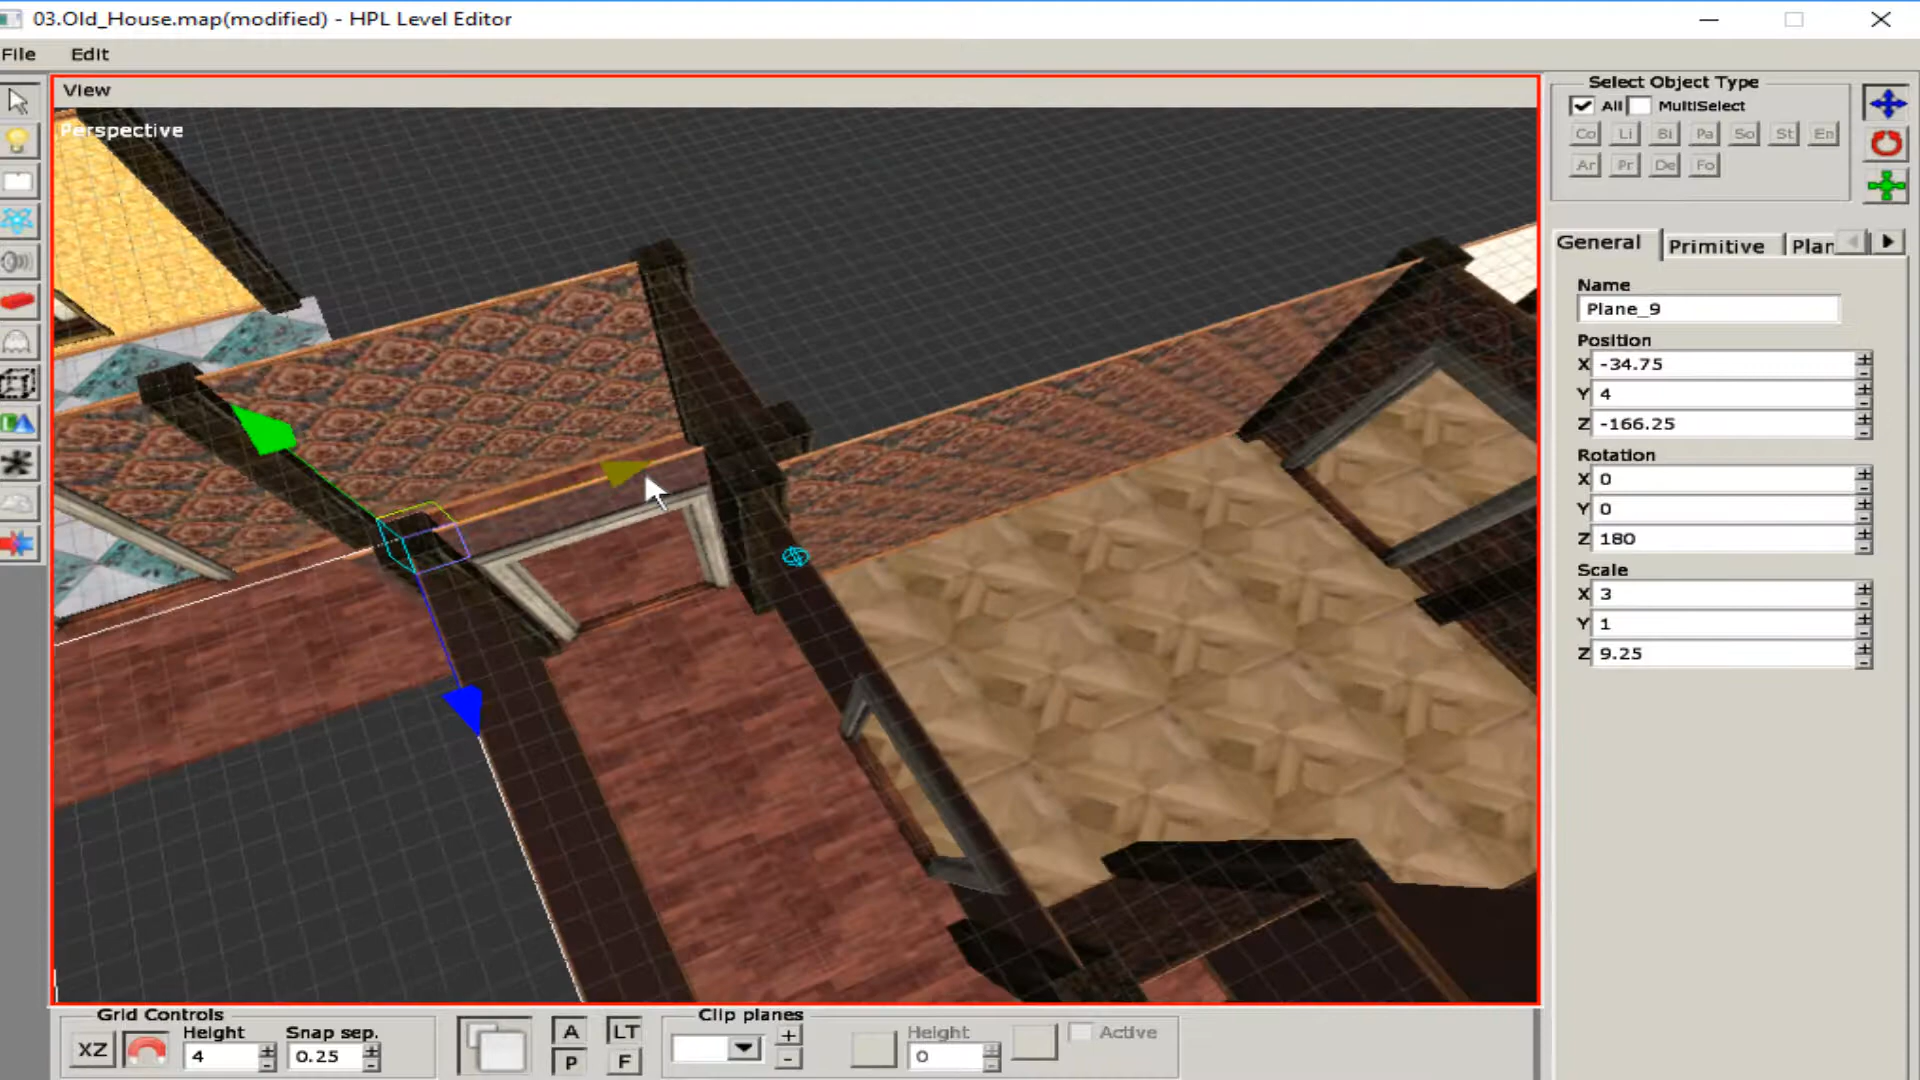 03.Old_House.map(modified) - HPL Level Editor
File Edit
View
Perspective
Select Object Type
All MultiSelect
Co Li Bi Pa So St En
Ar Pr De Fo
General Primitive Plan
Name
Plane_9
Position
X -34.75
Y 4
Z -166.25
Rotation
X 0
Y 0
Z 180
Scale
X 3
Y 1
Z 9.25
Grid Controls
XZ Height Snap sep.
4 0.25
A LT
P F
Clip planes
+
-
Height
0
Active